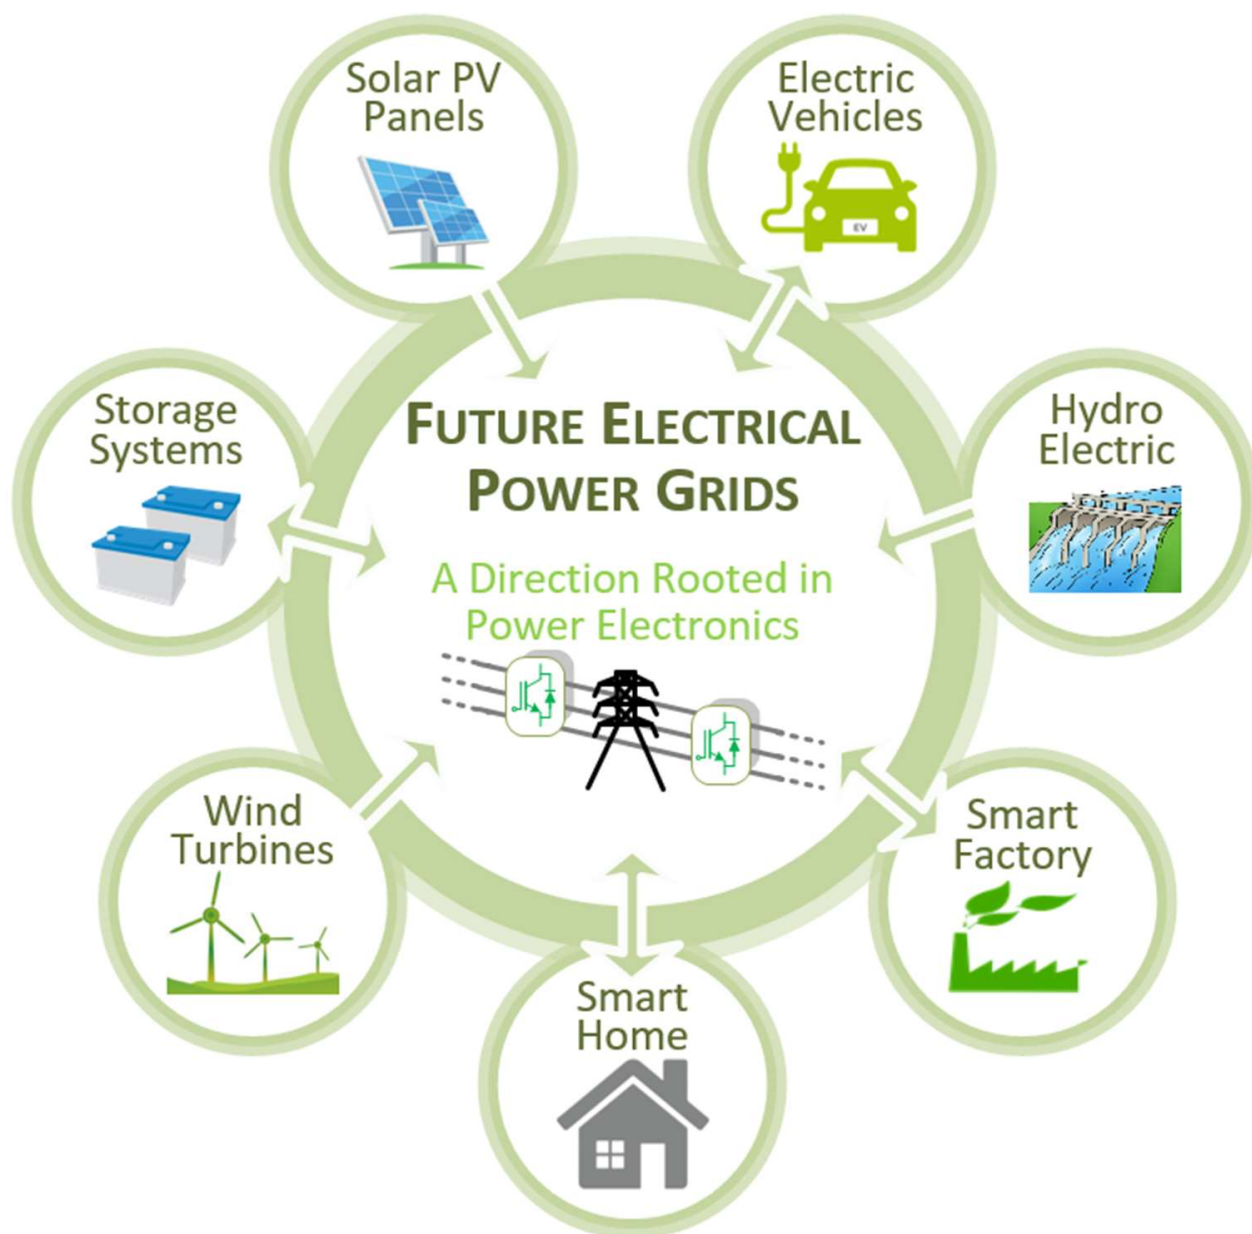 Solar PV
Panels
Electric
Vehicles
EV
Storage
Systems
Hydro
Electric
FUTURE ELECTRICAL
POWER GRIDS
A Direction Rooted in
Power Electronics
Wind
Turbines
Smart
Factory
Smart
Home